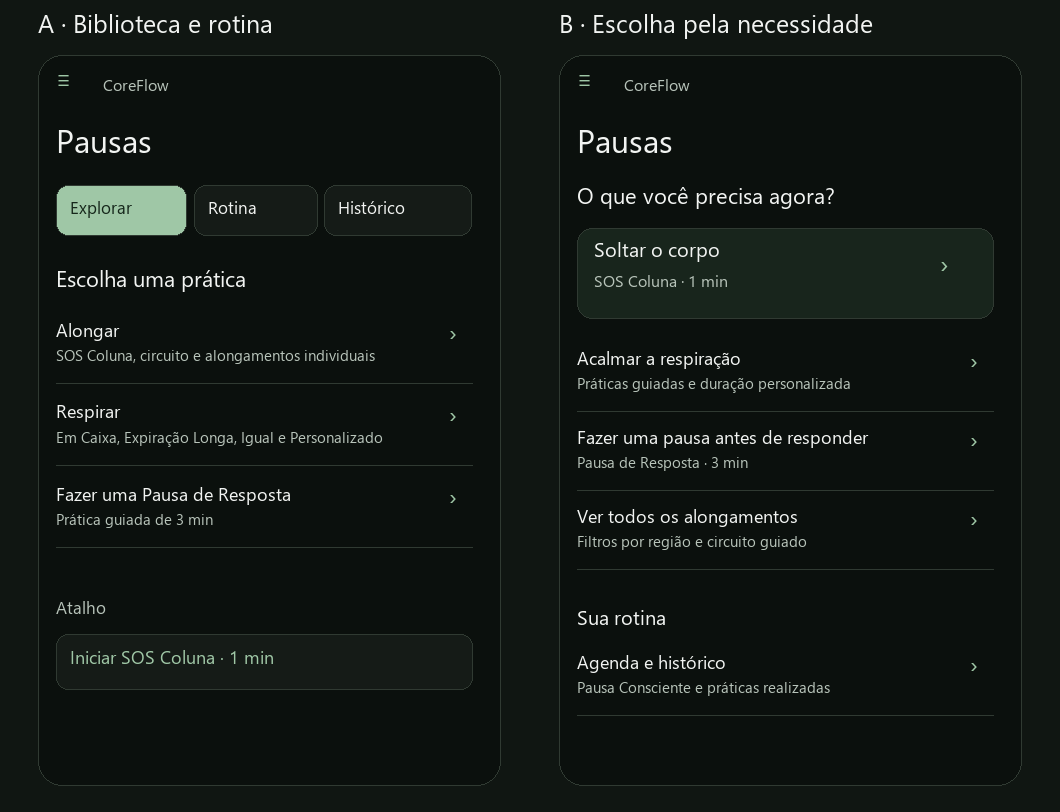 A · Biblioteca e rotina
☰ CoreFlow
Pausas
Explorar
Rotina
Histórico
Escolha uma prática
Alongar
SOS Coluna, circuito e alongamentos individuais
›
Respirar
Em Caixa, Expiração Longa, Igual e Personalizado
›
Fazer uma Pausa de Resposta
Prática guiada de 3 min
›
Atalho
Iniciar SOS Coluna · 1 min
B · Escolha pela necessidade
☰ CoreFlow
Pausas
O que você precisa agora?
Soltar o corpo
SOS Coluna · 1 min
›
Acalmar a respiração
Práticas guiadas e duração personalizada
›
Fazer uma pausa antes de responder
Pausa de Resposta · 3 min
›
Ver todos os alongamentos
Filtros por região e circuito guiado
›
Sua rotina
Agenda e histórico
Pausa Consciente e práticas realizadas
›